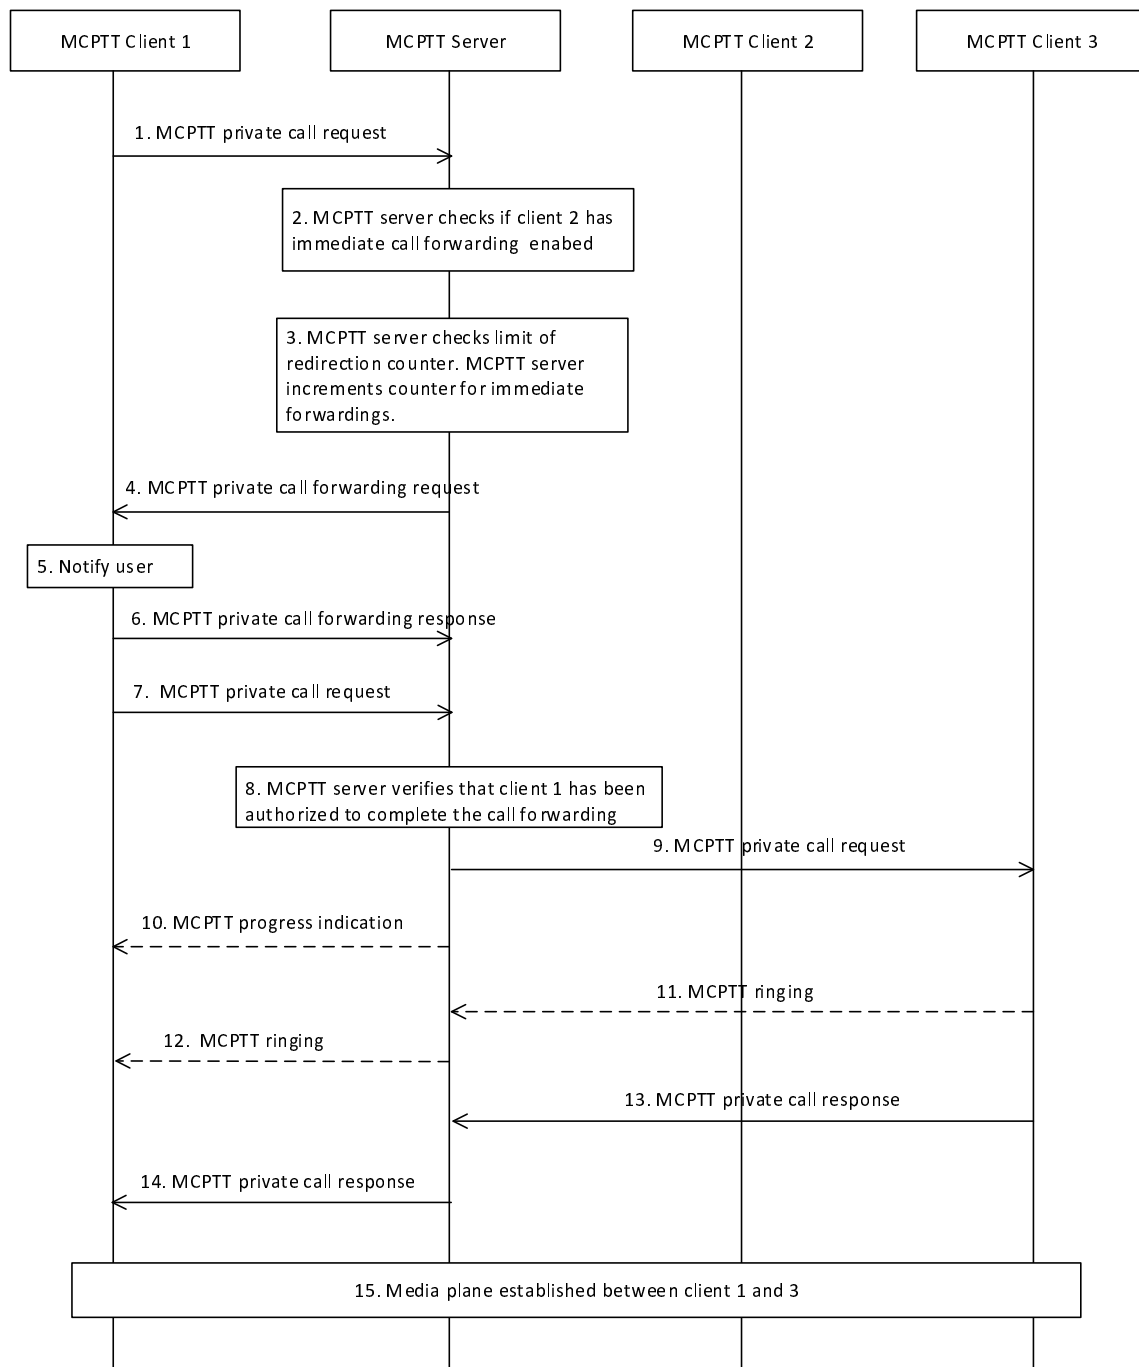 MCPTT Client 1
MCPTT Server
MCPTT Client 2
MCPTT Client 3
1. MCPTT private call request
2. MCPTT server checks if client 2 has
immediate call forwarding enabed
3. MCPTT server checks limit of
redirection counter. MCPTT server
increments counter for immediate
forwardings.
4. MCPTT private call forwarding request
5. Notify user
6. MCPTT private call forwarding response
7. MCPTT private call request
8. MCPTT server verifies that client 1 has been
authorized to complete the call forwarding
9. MCPTT private call request
10. MCPTT progress indication
11. MCPTT ringing
12. MCPTT ringing
13. MCPTT private call response
14. MCPTT private call response
15. Media plane established between client 1 and 3